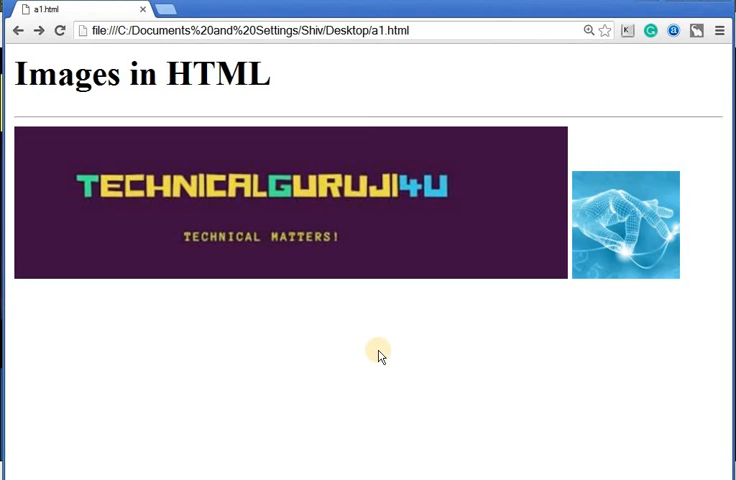 a1.html
file:///C:/Documents%20and%20Settings/Shiv/Desktop/a1.html
Images in HTML
TECHNICALGURUJI4U
TECHNICAL MATTERS!